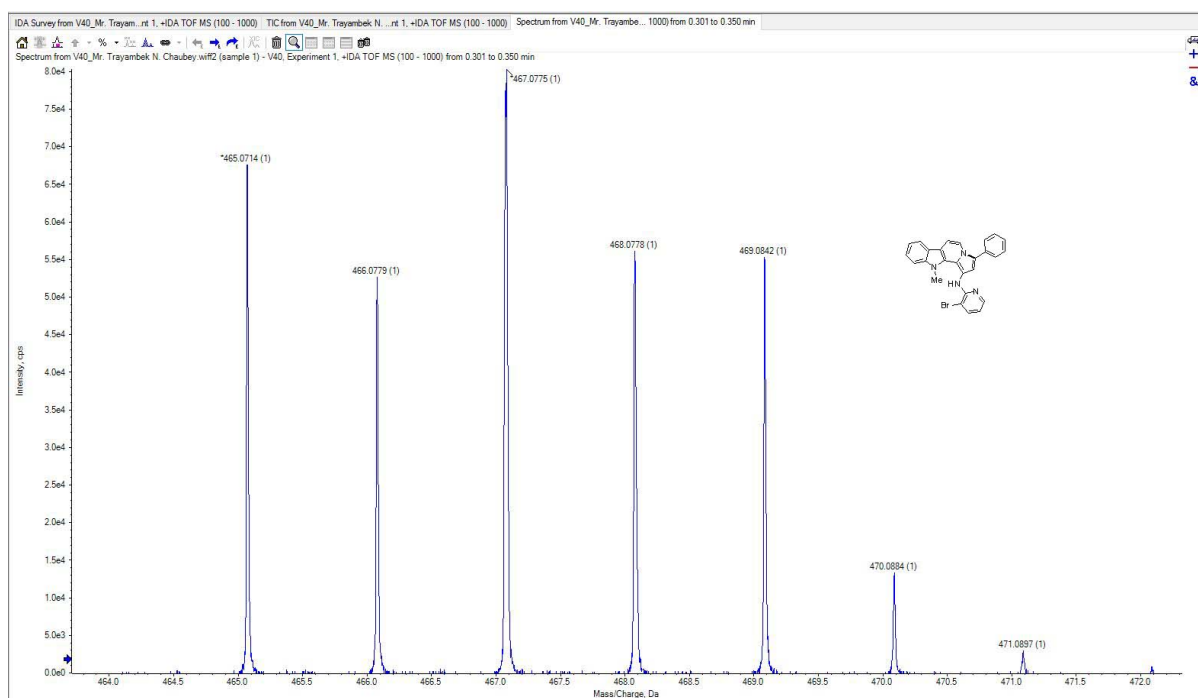 IDA Survey from V40_Mr. Trayam...nt 1, +IDA TOF MS (100 - 1000) TIC from V40_Mr. Trayambek N. ...nt 1, +IDA TOF MS (100 - 1000) Spectrum from V40_Mr. Trayambe... 1000) from 0.301 to 0.350 min
Spectrum from V40_Mr. Trayambek N. Chaubey.wiff2 (sample 1) - V40, Experiment 1, +IDA TOF MS (100 - 1000) from 0.301 to 0.350 min
8.0e4
*467.0775 (1)
7.5e4
7.0e4
*465.0714 (1)
6.5e4
6.0e4
468.0778 (1)
469.0842 (1)
5.5e4
466.0779 (1)
5.0e4
4.5e4
4.0e4
3.5e4
3.0e4
2.5e4
2.0e4
1.5e4
470.0884 (1)
1.0e4
5.0e3
471.0897 (1)
0.0e0
Intensity, cps
N
N
Me
HN
N
Br
464.0 464.5 465.0 465.5 466.0 466.5 467.0 467.5 468.0 468.5 469.0 469.5 470.0 470.5 471.0 471.5 472.0
Mass/Charge, Da